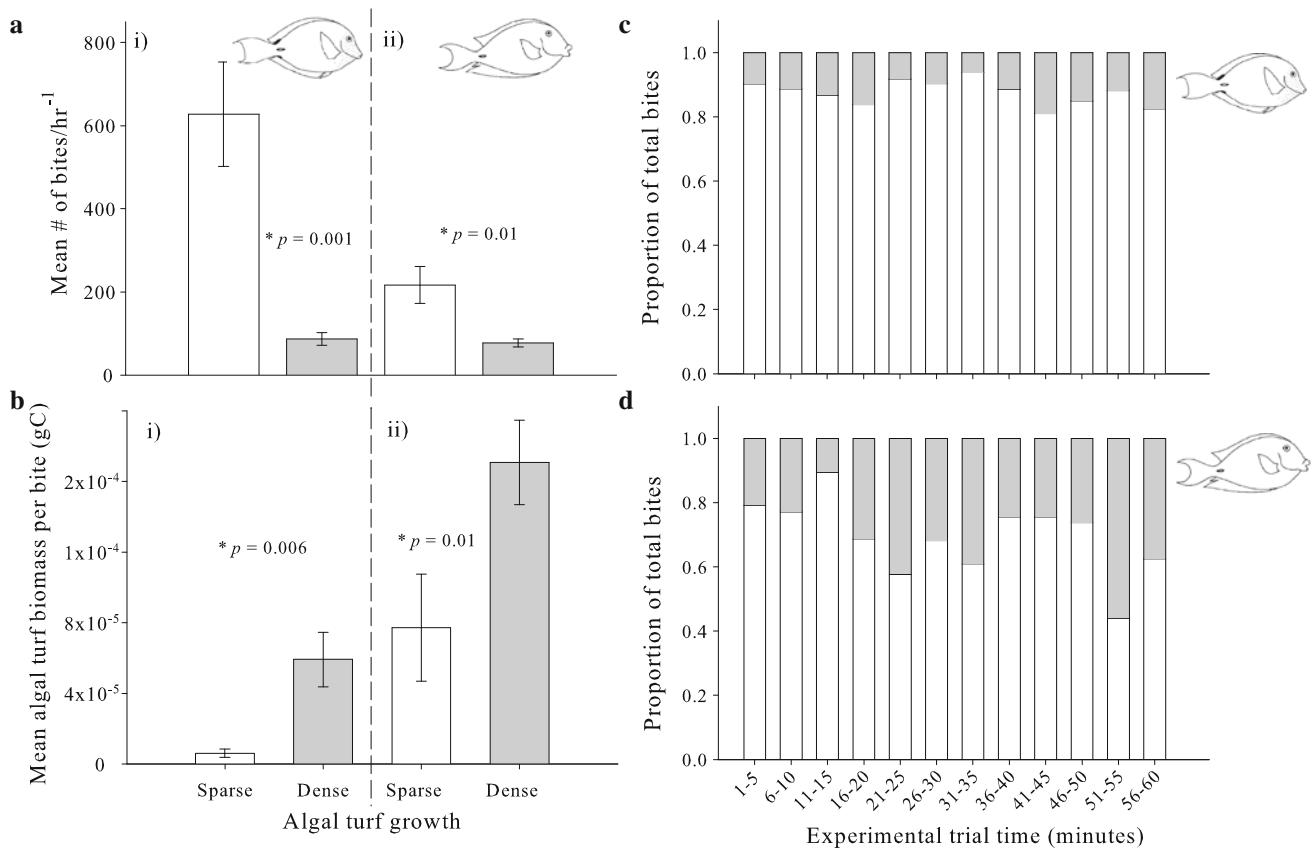 a
i)
ii)
800
600
400
200
0
Mean # of bites/hr⁻¹
* p = 0.001
* p = 0.01
b
i)
ii)
2x10⁻⁴
1x10⁻⁴
8x10⁻⁵
4x10⁻⁵
0
Mean algal turf biomass per bite (gC)
* p = 0.006
* p = 0.01
Sparse Dense Sparse Dense
Algal turf growth
c
1.0
0.8
0.6
0.4
0.2
0.0
Proportion of total bites
d
1.0
0.8
0.6
0.4
0.2
0.0
Proportion of total bites
1-5 6-10 11-15 16-20 21-25 26-30 31-35 36-40 41-45 46-50 51-55 56-60
Experimental trial time (minutes)